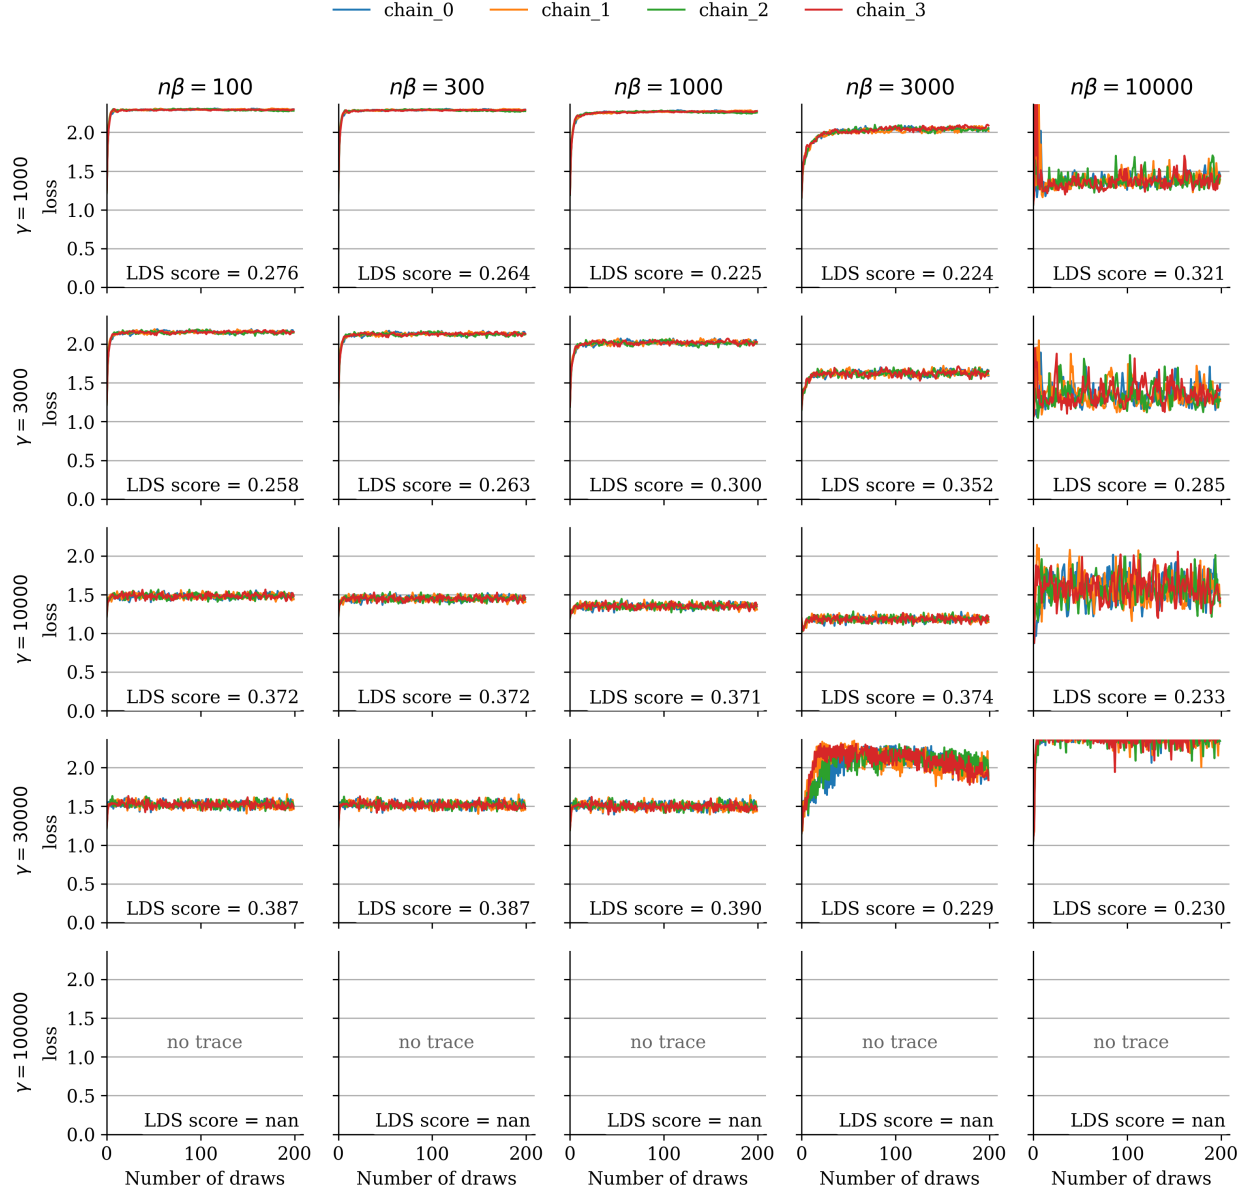 chain_0 chain_1 chain_2 chain_3
nβ = 100 nβ = 300 nβ = 1000 nβ = 3000 nβ = 10000
γ = 1000
loss
2.0
1.5
1.0
0.5
0.0
LDS score = 0.276 LDS score = 0.264 LDS score = 0.225 LDS score = 0.224 LDS score = 0.321
γ = 3000
loss
2.0
1.5
1.0
0.5
0.0
LDS score = 0.258 LDS score = 0.263 LDS score = 0.300 LDS score = 0.352 LDS score = 0.285
γ = 10000
loss
2.0
1.5
1.0
0.5
0.0
LDS score = 0.372 LDS score = 0.372 LDS score = 0.371 LDS score = 0.374 LDS score = 0.233
γ = 30000
loss
2.0
1.5
1.0
0.5
0.0
LDS score = 0.387 LDS score = 0.387 LDS score = 0.390 LDS score = 0.229 LDS score = 0.230
γ = 100000
loss
2.0
1.5
1.0
0.5
0.0
no trace no trace no trace no trace no trace
LDS score = nan LDS score = nan LDS score = nan LDS score = nan LDS score = nan
0 100 200 0 100 200 0 100 200 0 100 200 0 100 200
Number of draws Number of draws Number of draws Number of draws Number of draws